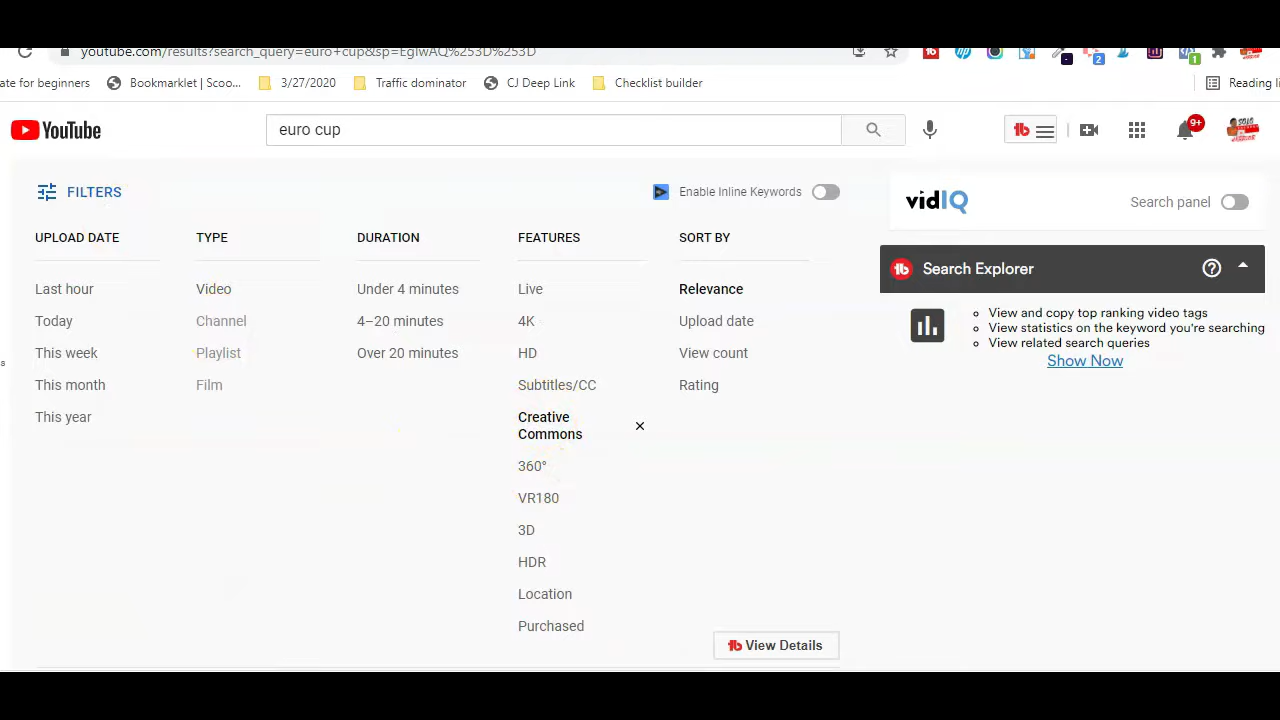 youtube.com/results?search_query=euro+cup&sp=EgIwAQ%253D%253D
ate for beginners Bookmarklet | Scoo... 3/27/2020 Traffic dominator CJ Deep Link Checklist builder Reading li
YouTube
euro cup
9+
FILTERS
Enable Inline Keywords
vidIQ
Search panel
UPLOAD DATE
Last hour
Today
This week
This month
This year
TYPE
Video
Channel
Playlist
Film
DURATION
Under 4 minutes
4–20 minutes
Over 20 minutes
FEATURES
Live
4K
HD
Subtitles/CC
Creative
Commons
360°
VR180
3D
HDR
Location
Purchased
SORT BY
Relevance
Upload date
View count
Rating
Search Explorer
View and copy top ranking video tags
View statistics on the keyword you're searching
View related search queries
Show Now
View Details